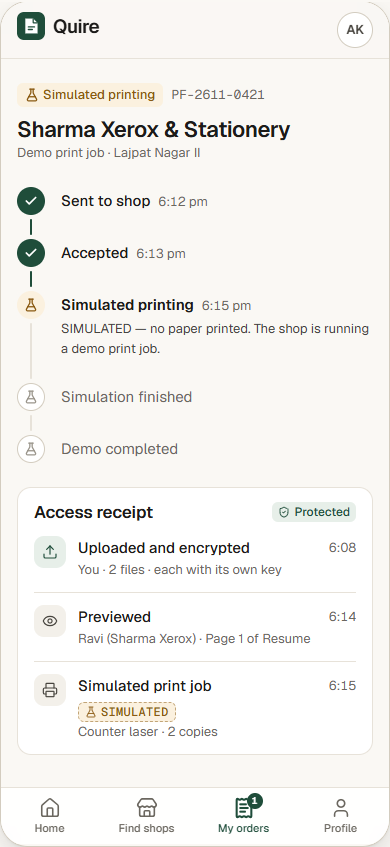 Quire
AK
Simulated printing PF-2611-0421
Sharma Xerox & Stationery
Demo print job · Lajpat Nagar II
Sent to shop 6:12 pm
Accepted 6:13 pm
Simulated printing 6:15 pm
SIMULATED — no paper printed. The shop is running
a demo print job.
Simulation finished
Demo completed
Access receipt Protected
Uploaded and encrypted 6:08
You · 2 files · each with its own key
Previewed 6:14
Ravi (Sharma Xerox) · Page 1 of Resume
Simulated print job 6:15
SIMULATED
Counter laser · 2 copies
1
Home Find shops My orders Profile